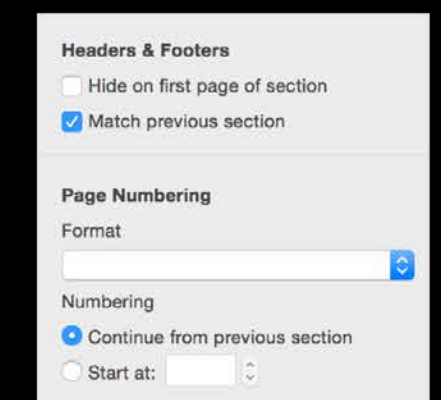 Headers & Footers
Hide on first page of section
Match previous section
Page Numbering
Format
Numbering
Continue from previous section
Start at: